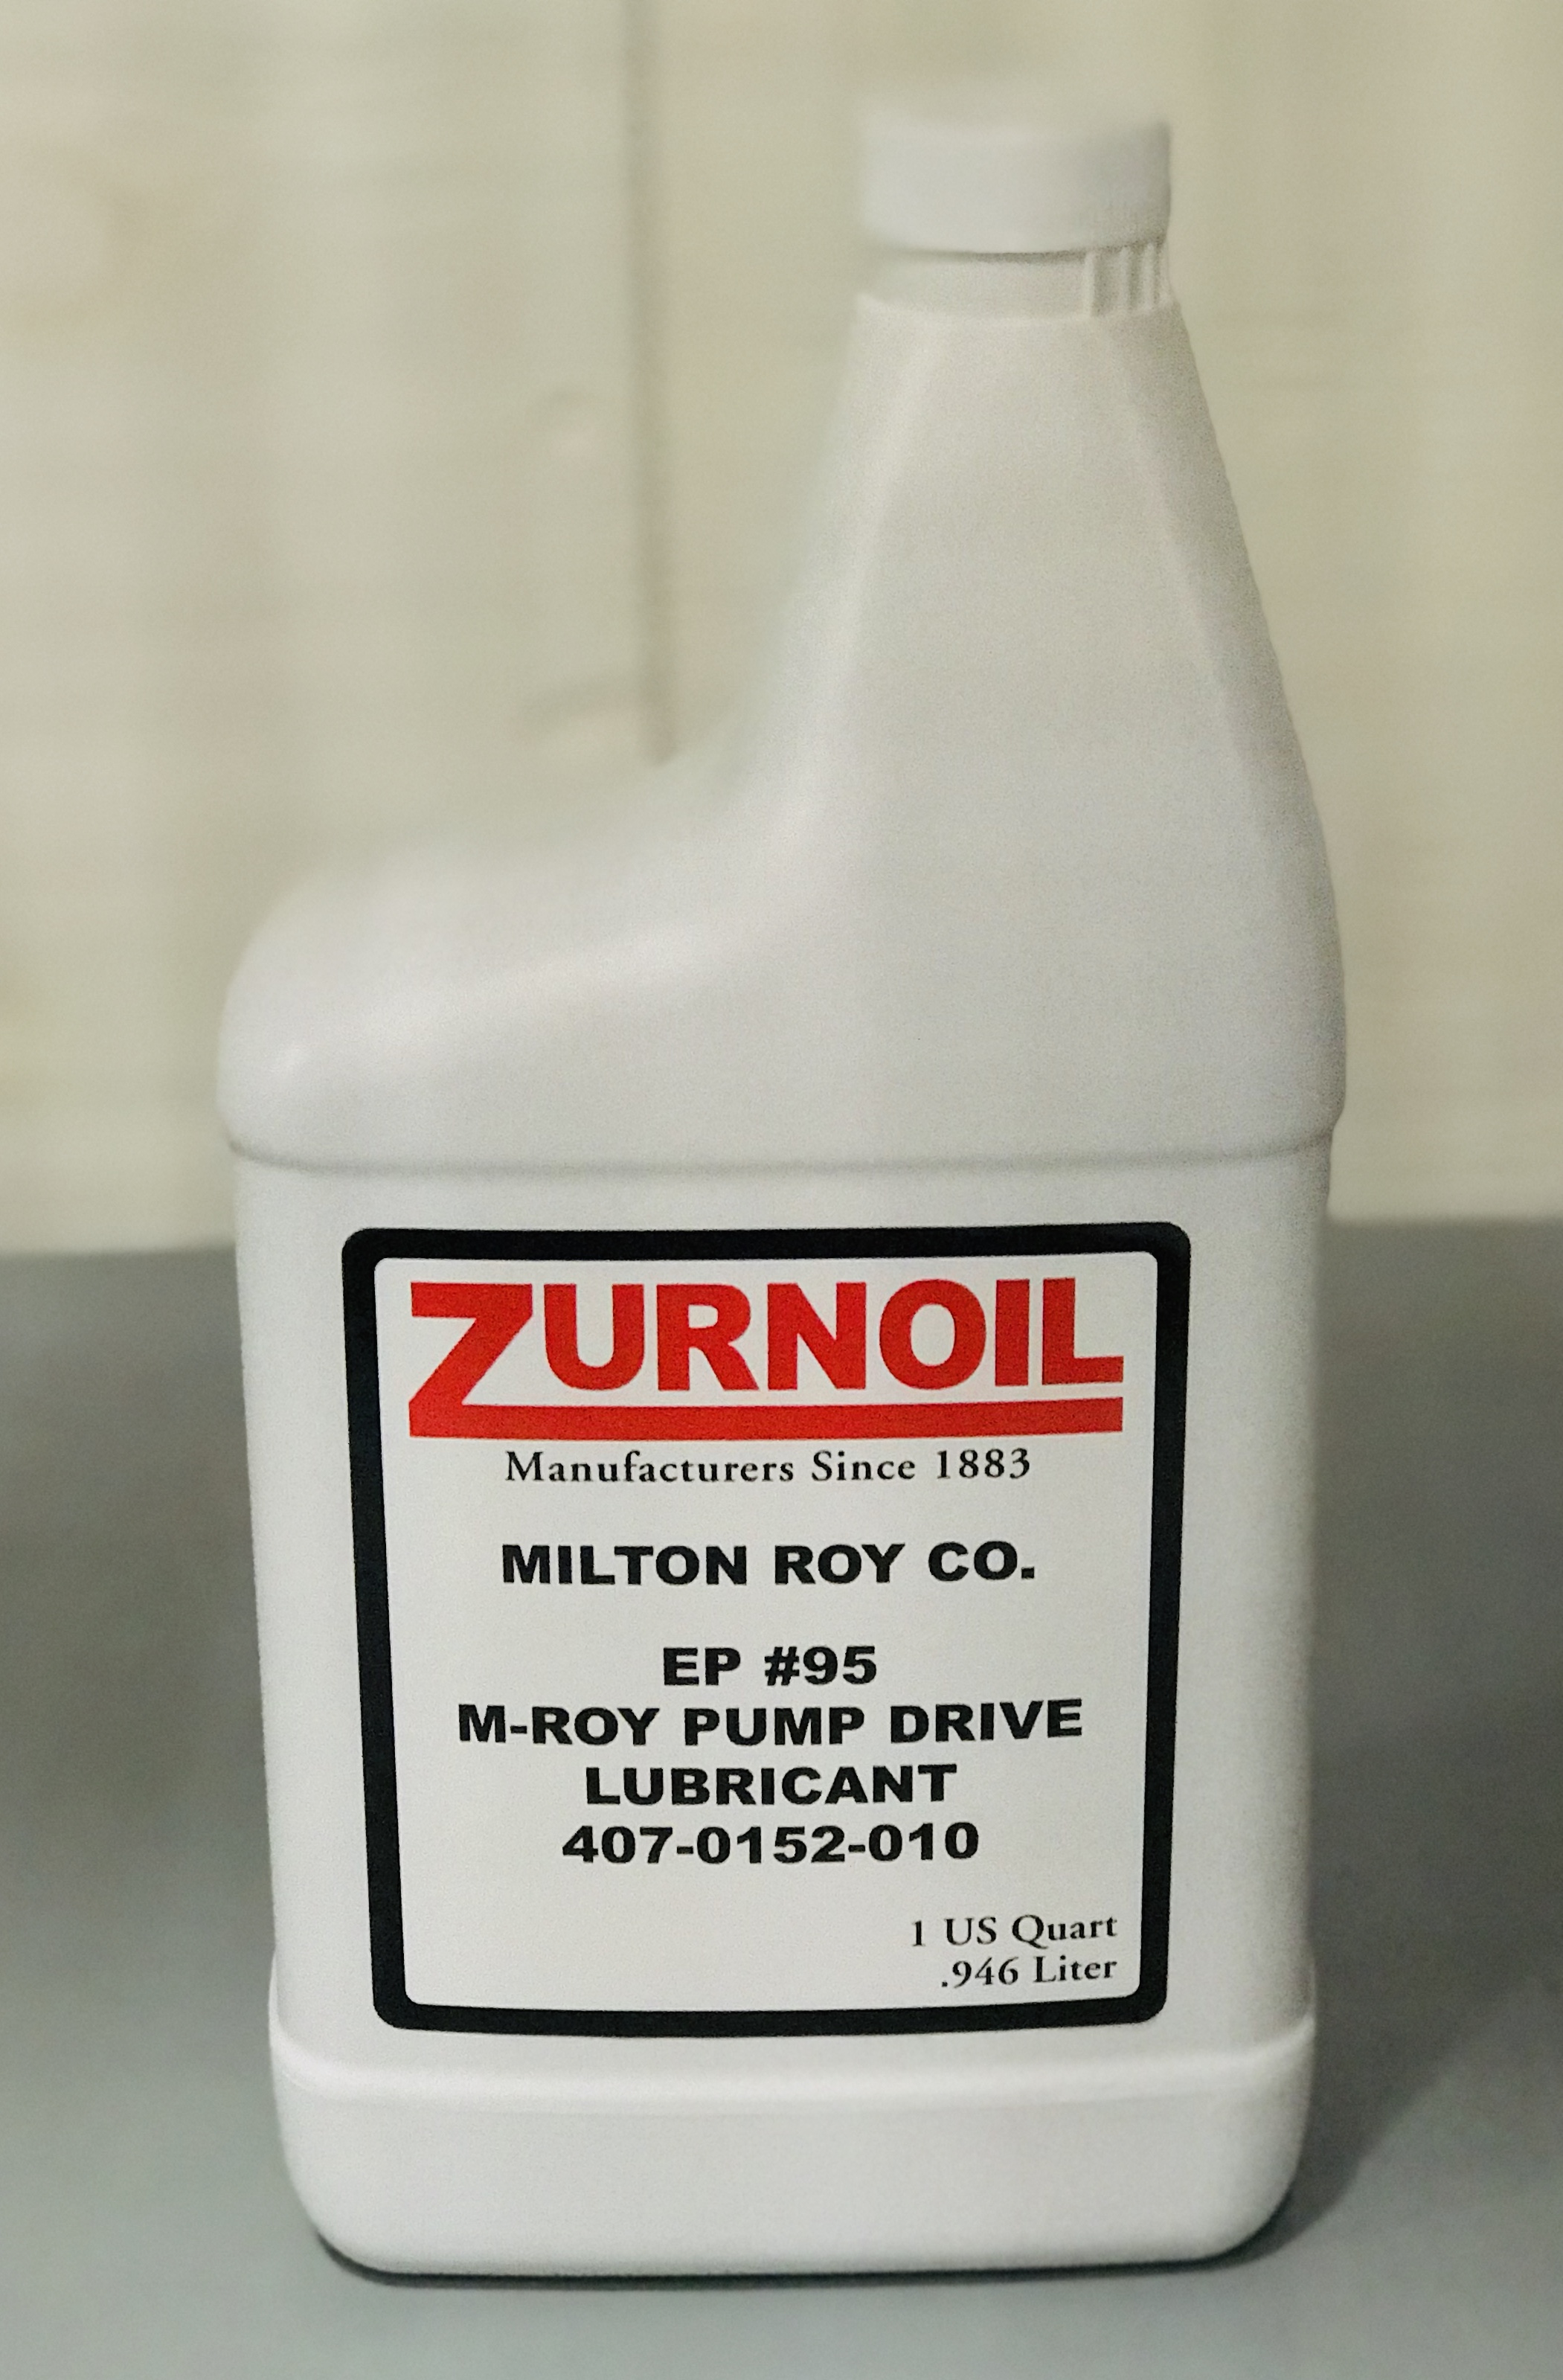 ZURNOIL
Manufacturers Since 1883
MILTON ROY CO.
EP #95
M-ROY PUMP DRIVE
LUBRICANT
407-0152-010
1 US Quart
.946 Liter